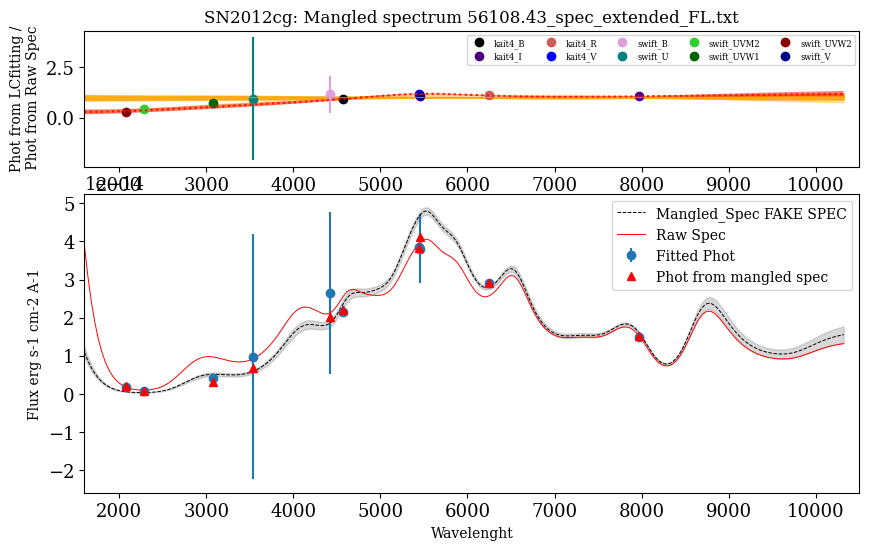 SN2012cg: Mangled spectrum 56108.43_spec_extended_FL.txt
Phot from LCfitting /
Phot from Raw Spec
2.5
0.0
kait4_B kait4_R swift_B swift_UVM2 swift_UVW2
kait4_I kait4_V swift_U swift_UVW1 swift_V
2000 3000 4000 5000 6000 7000 8000 9000 10000
1e−14
Flux erg s-1 cm-2 A-1
5
4
3
2
1
0
−1
−2
Mangled_Spec FAKE SPEC
Raw Spec
Fitted Phot
Phot from mangled spec
2000 3000 4000 5000 6000 7000 8000 9000 10000
Wavelenght